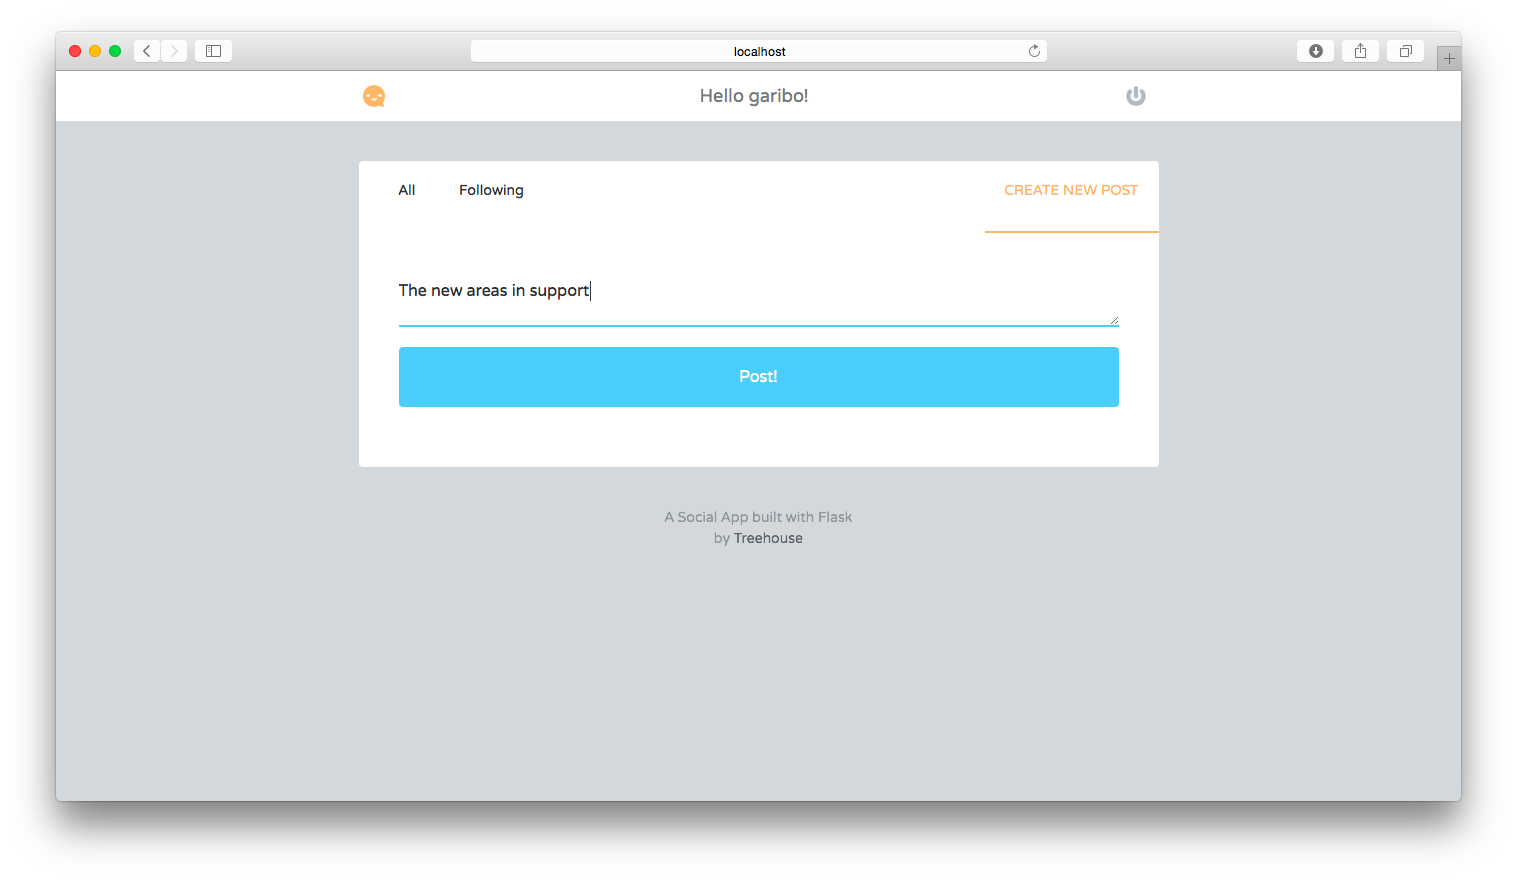 localhost
Hello garibo!
All Following CREATE NEW POST
The new areas in support
Post!
A Social App built with Flask
by Treehouse